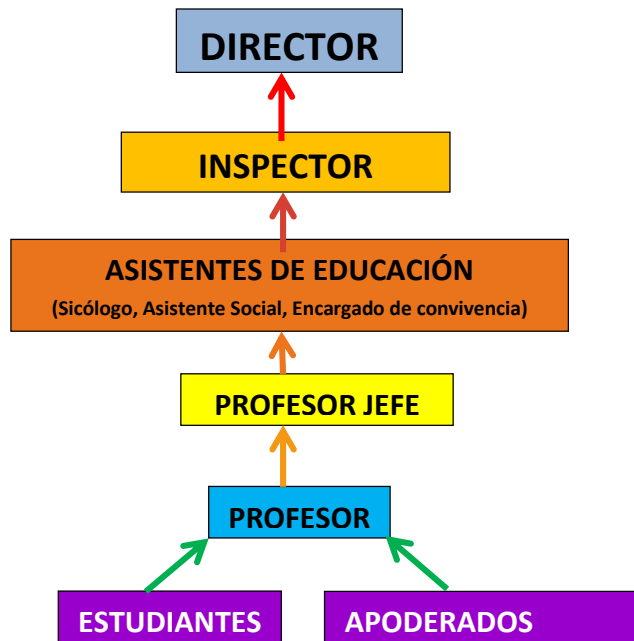 DIRECTOR
INSPECTOR
ASISTENTES DE EDUCACIÓN
(Sicólogo, Asistente Social, Encargado de convivencia)
PROFESOR JEFE
PROFESOR
ESTUDIANTES
APODERADOS